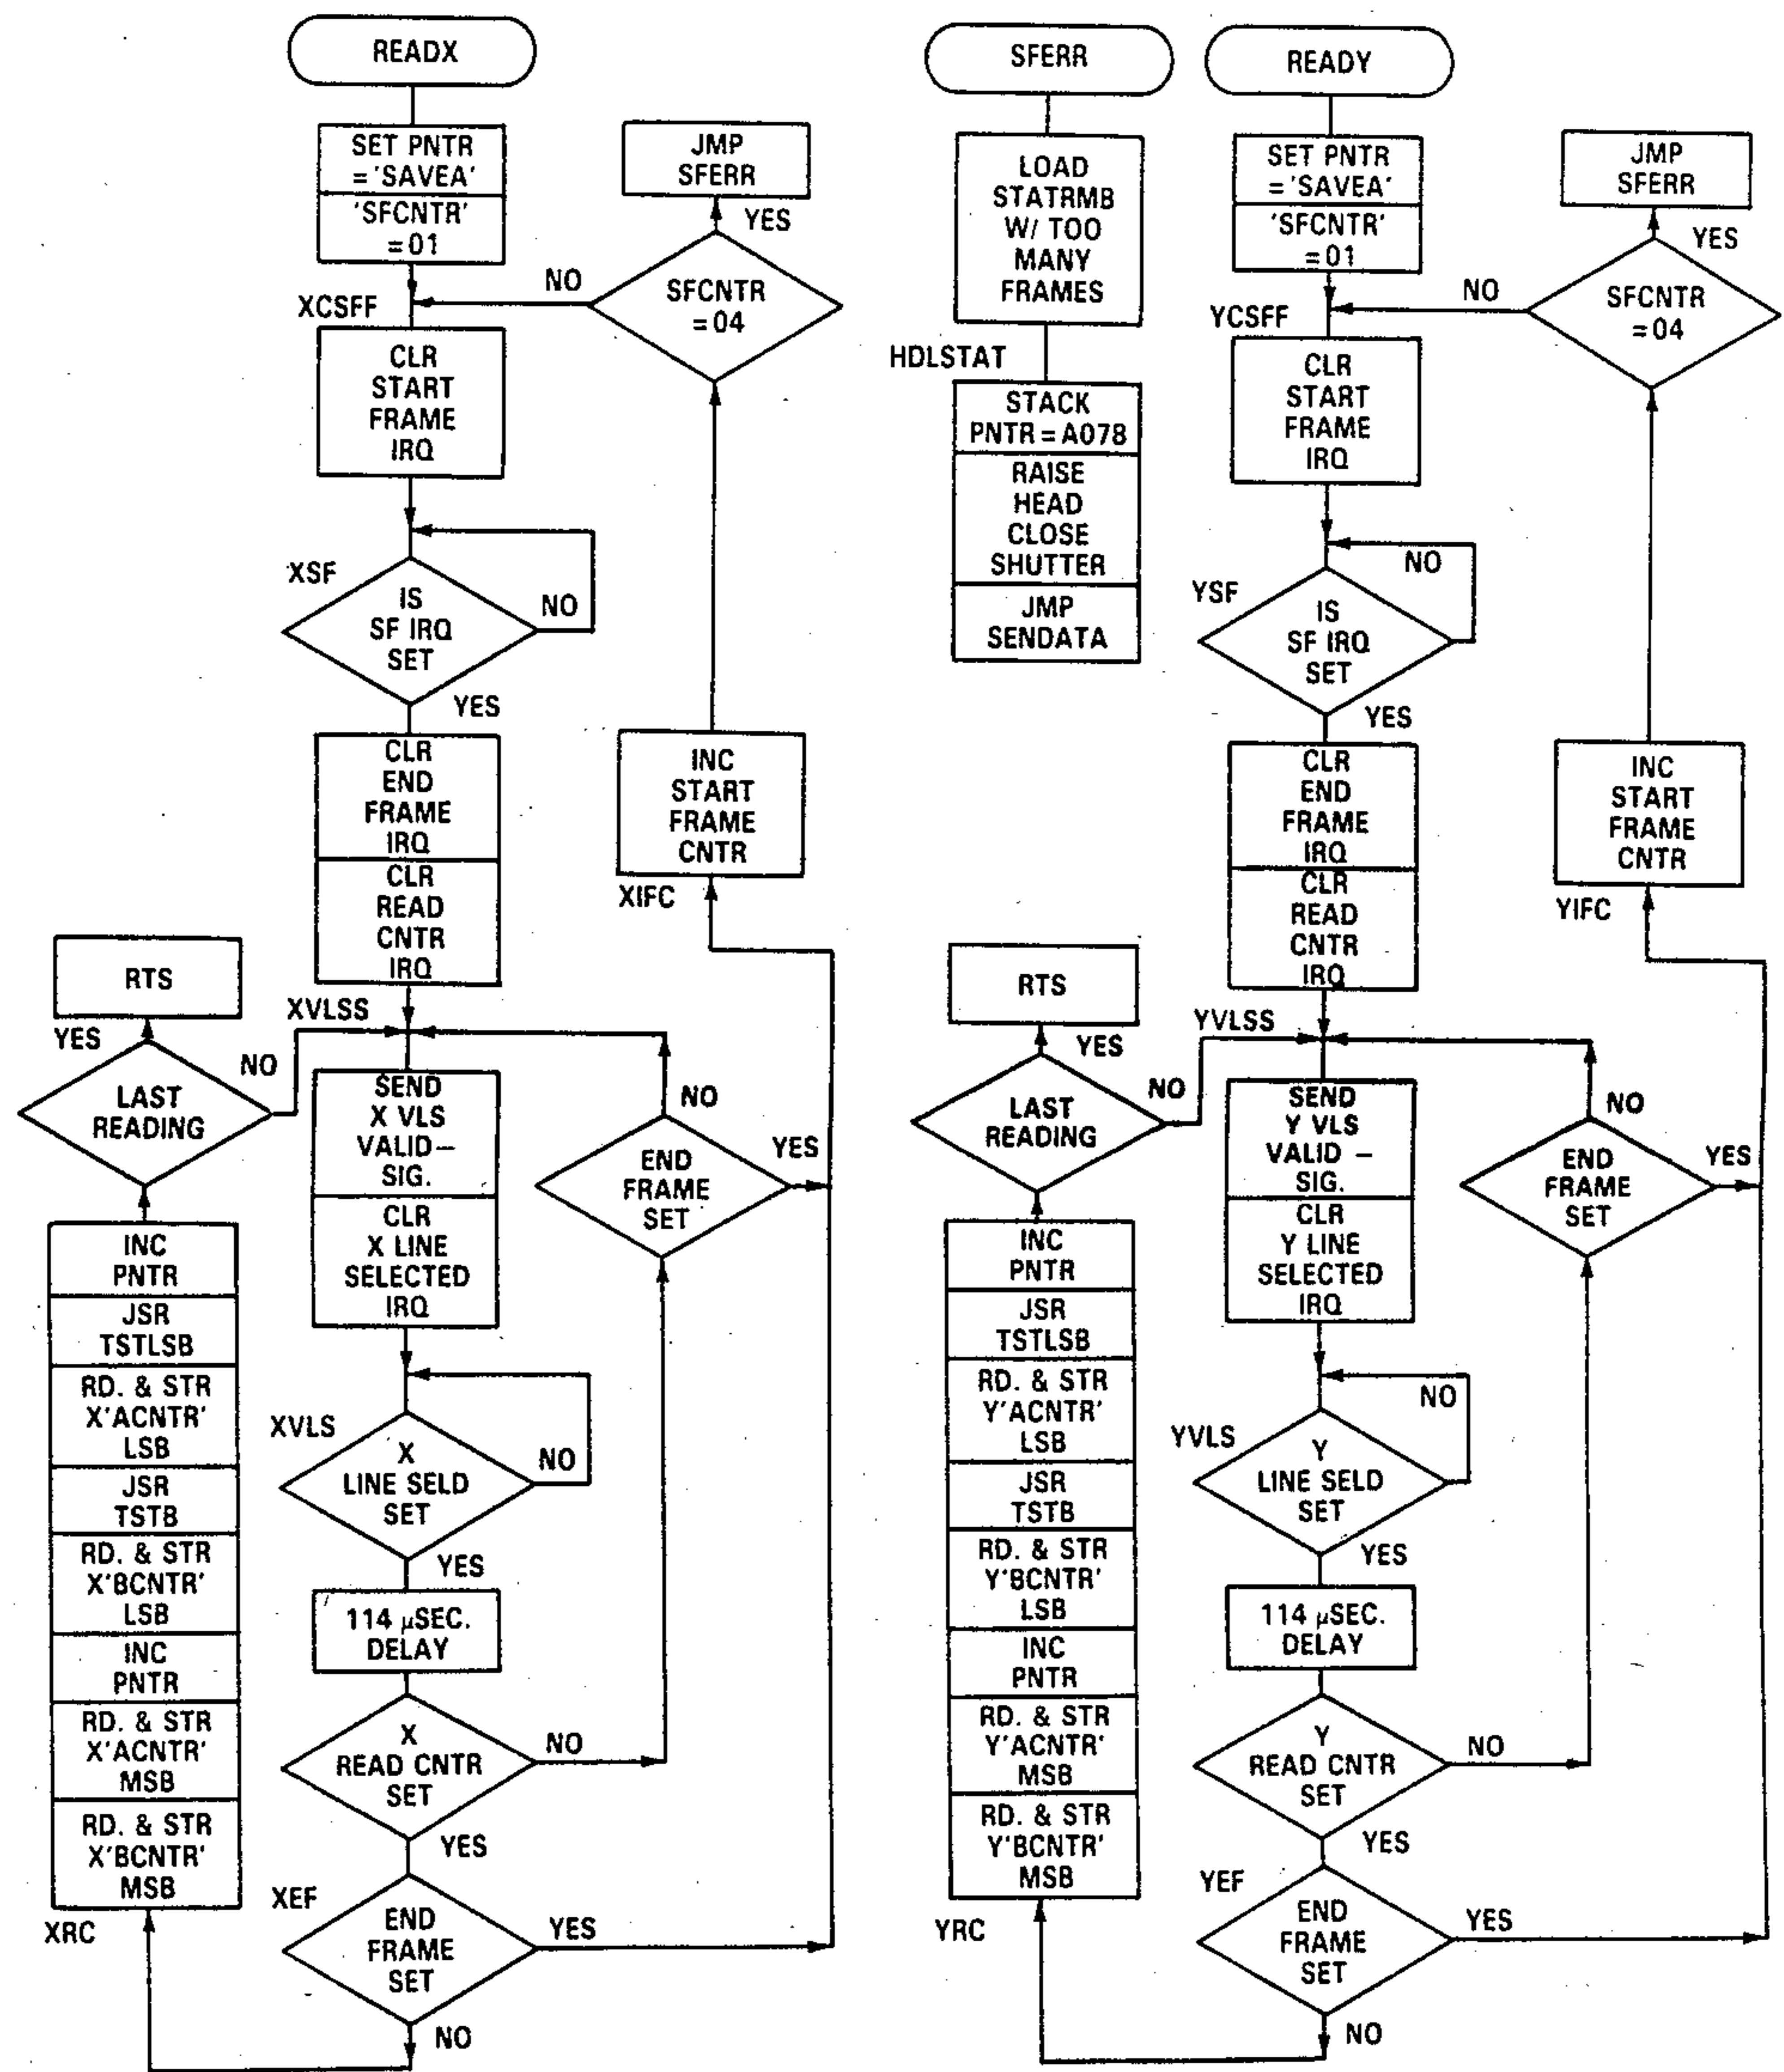 READX
SET PNTR
= 'SAVEA'
'SFCNTR'
= 01
JMP
SFERR
YES
SFCNTR
= 04
NO
XCSFF
CLR
START
FRAME
IRQ
XSF
IS
SF IRQ
SET
NO
YES
CLR
END
FRAME
IRQ
CLR
READ
CNTR
IRQ
INC
START
FRAME
CNTR
XIFC
RTS
YES
LAST
READING
NO
XVLSS
SEND
X VLS
VALID –
SIG.
CLR
X LINE
SELECTED
IRQ
NO
END
FRAME
SET
YES
XVLS
X
LINE SELD
SET
NO
YES
114 µSEC.
DELAY
X
READ CNTR
SET
NO
YES
XEF
END
FRAME
SET
YES
NO
INC
PNTR
JSR
TSTLSB
RD. & STR
X'ACNTR'
LSB
JSR
TSTB
RD. & STR
X'BCNTR'
LSB
INC
PNTR
RD. & STR
X'ACNTR'
MSB
RD. & STR
X'BCNTR'
MSB
XRC
SFERR
LOAD
STATRMB
W/ TOO
MANY
FRAMES
HDLSTAT
STACK
PNTR = A078
RAISE
HEAD
CLOSE
SHUTTER
JMP
SENDATA
READY
SET PNTR
= 'SAVEA'
'SFCNTR'
= 01
JMP
SFERR
YES
SFCNTR
= 04
NO
YCSFF
CLR
START
FRAME
IRQ
YSF
IS
SF IRQ
SET
NO
YES
CLR
END
FRAME
IRQ
CLR
READ
CNTR
IRQ
INC
START
FRAME
CNTR
YIFC
RTS
YES
LAST
READING
NO
YVLSS
SEND
Y VLS
VALID –
SIG.
CLR
Y LINE
SELECTED
IRQ
NO
END
FRAME
SET
YES
YVLS
Y
LINE SELD
SET
NO
YES
114 µSEC.
DELAY
Y
READ CNTR
SET
NO
YES
YEF
END
FRAME
SET
YES
NO
INC
PNTR
JSR
TSTLSB
RD. & STR
Y'ACNTR'
LSB
JSR
TSTB
RD. & STR
Y'BCNTR'
LSB
INC
PNTR
RD. & STR
Y'ACNTR'
MSB
RD. & STR
Y'BCNTR'
MSB
YRC